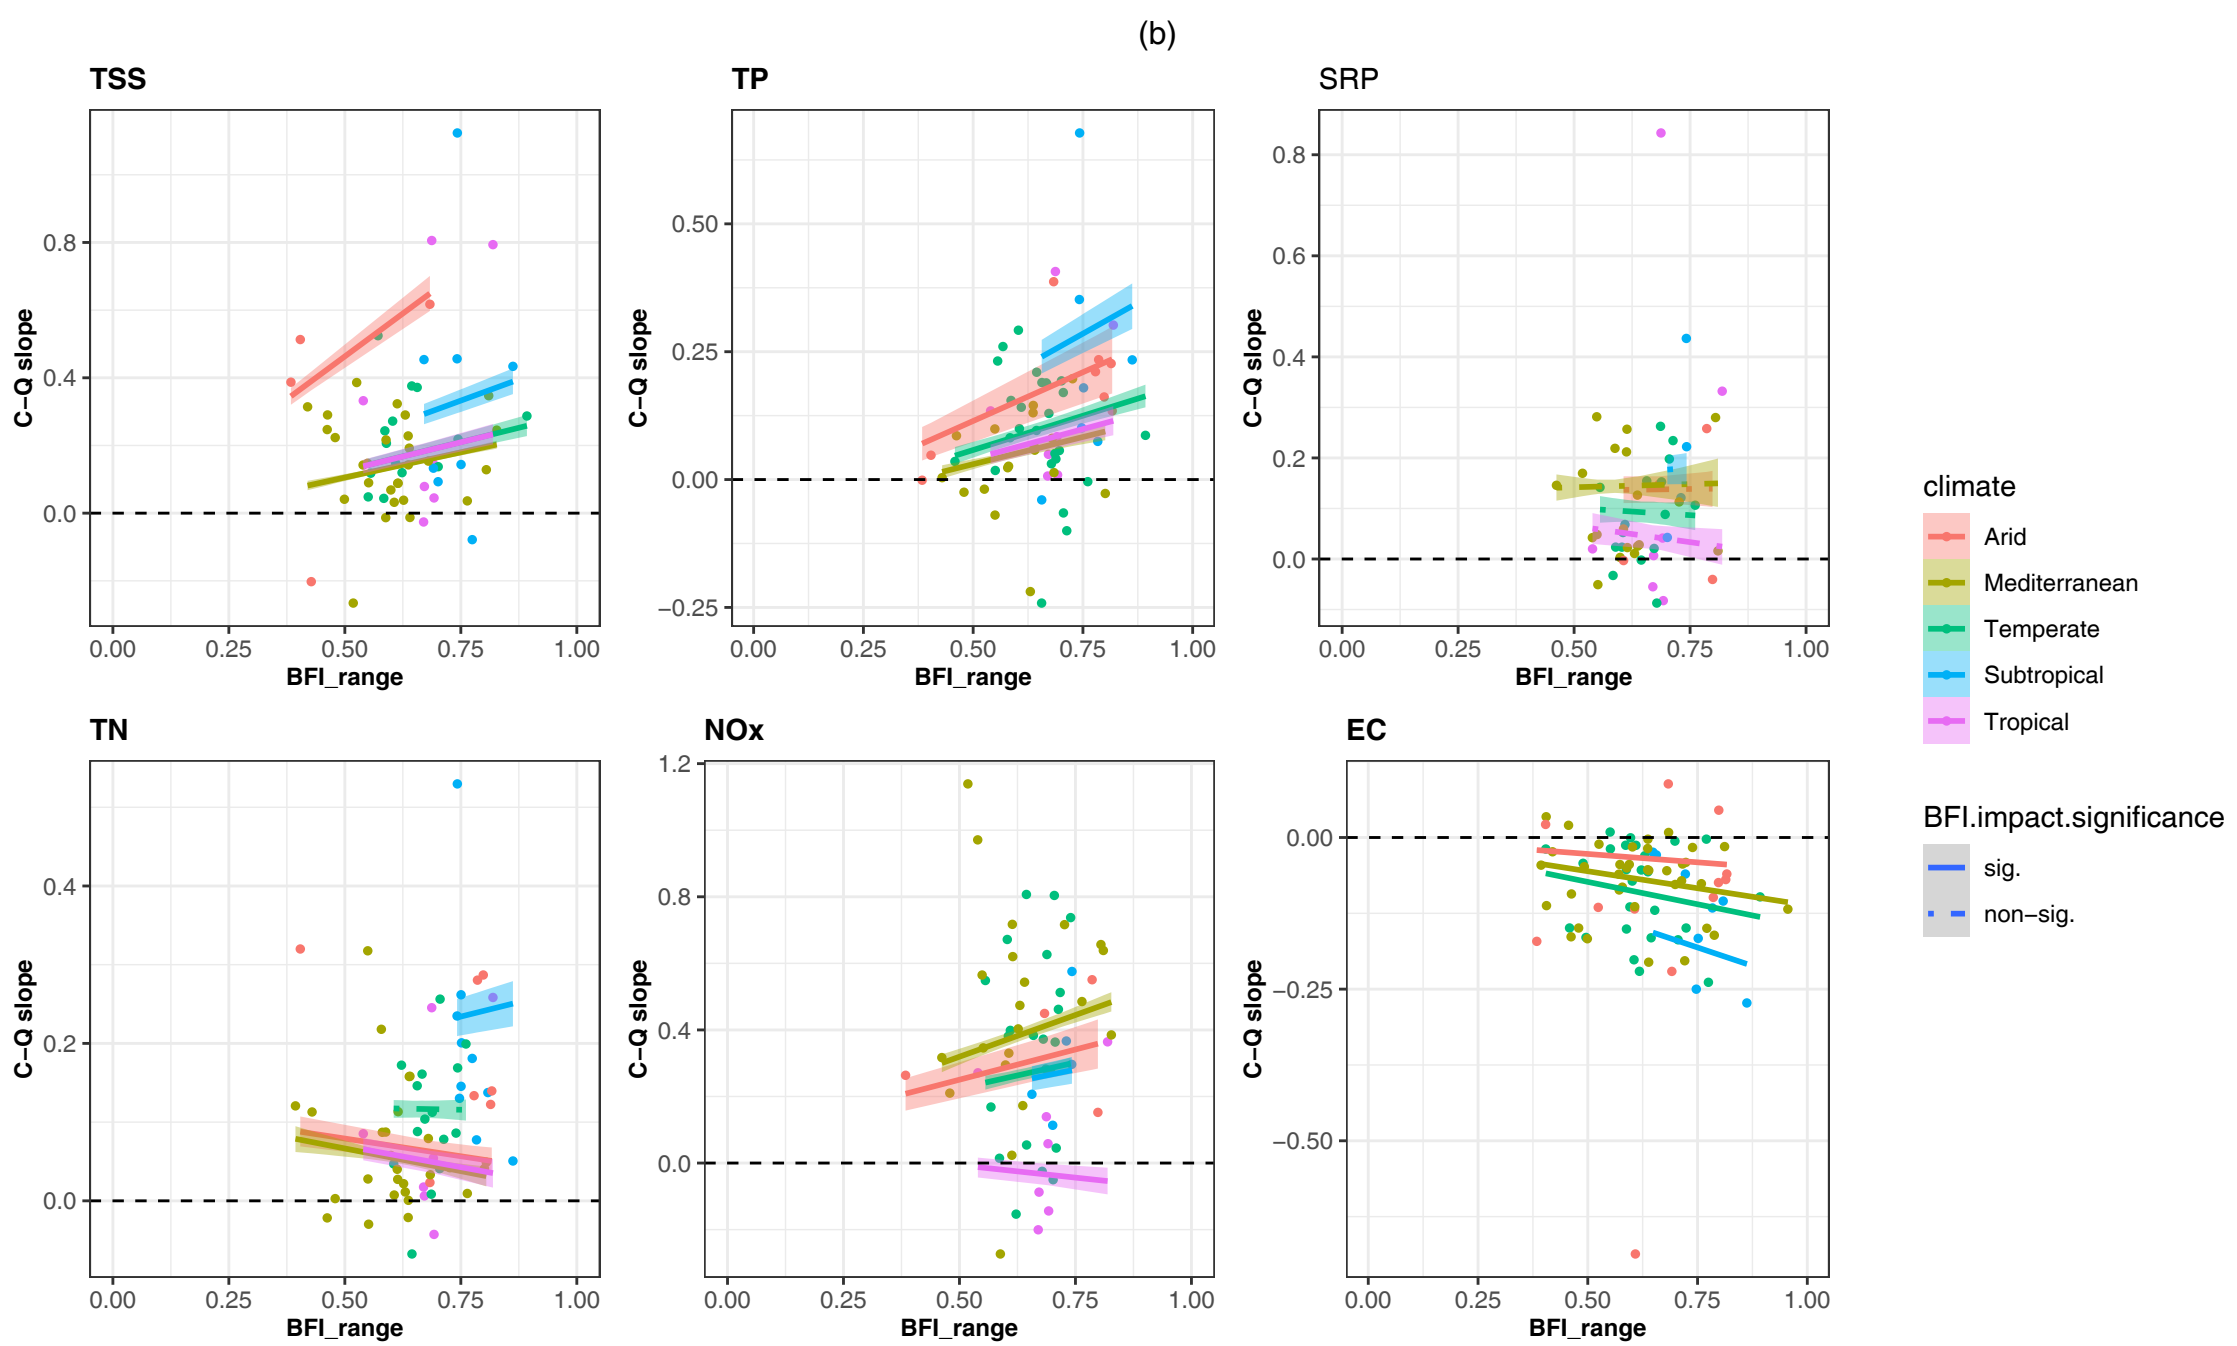 (b)
TSS
TP
SRP
C−Q slope
0.8
0.4
0.0
0.00 0.25 0.50 0.75 1.00
BFI_range
C−Q slope
0.50
0.25
0.00
−0.25
0.00 0.25 0.50 0.75 1.00
BFI_range
C−Q slope
0.8
0.6
0.4
0.2
0.0
0.00 0.25 0.50 0.75 1.00
BFI_range
TN
NOx
EC
C−Q slope
0.4
0.2
0.0
0.00 0.25 0.50 0.75 1.00
BFI_range
C−Q slope
1.2
0.8
0.4
0.0
0.00 0.25 0.50 0.75 1.00
BFI_range
C−Q slope
0.00
−0.25
−0.50
0.00 0.25 0.50 0.75 1.00
BFI_range
climate
Arid
Mediterranean
Temperate
Subtropical
Tropical
BFI.impact.significance
sig.
non−sig.